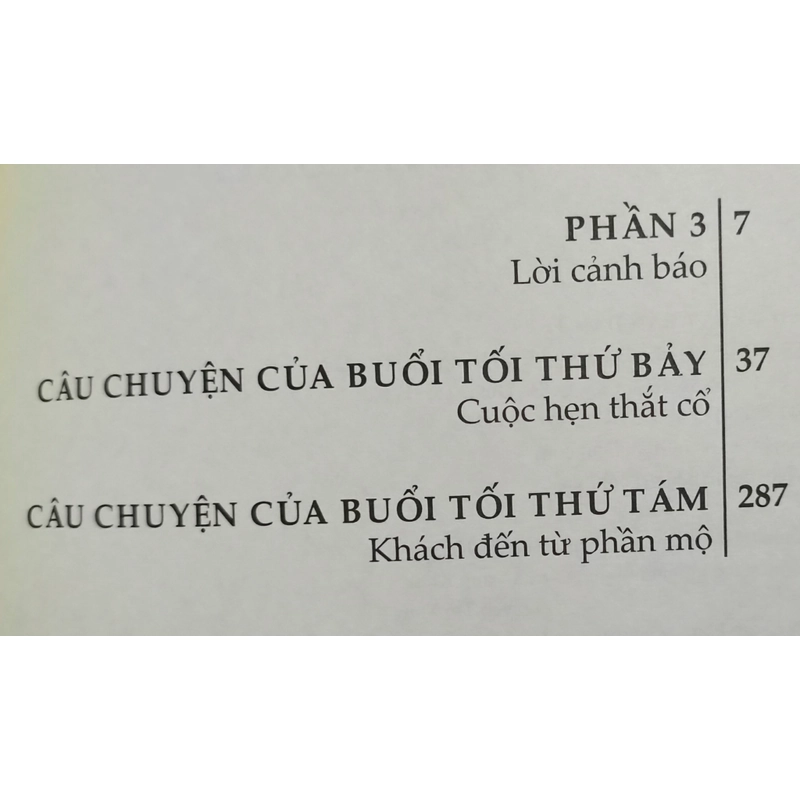 PHẦN 3 7
Lời cảnh báo
CÂU CHUYỆN CỦA BUỔI TỐI THỨ BẢY 37
Cuộc hẹn thắt cổ
CÂU CHUYỆN CỦA BUỔI TỐI THỨ TÁM 287
Khách đến từ phần mộ